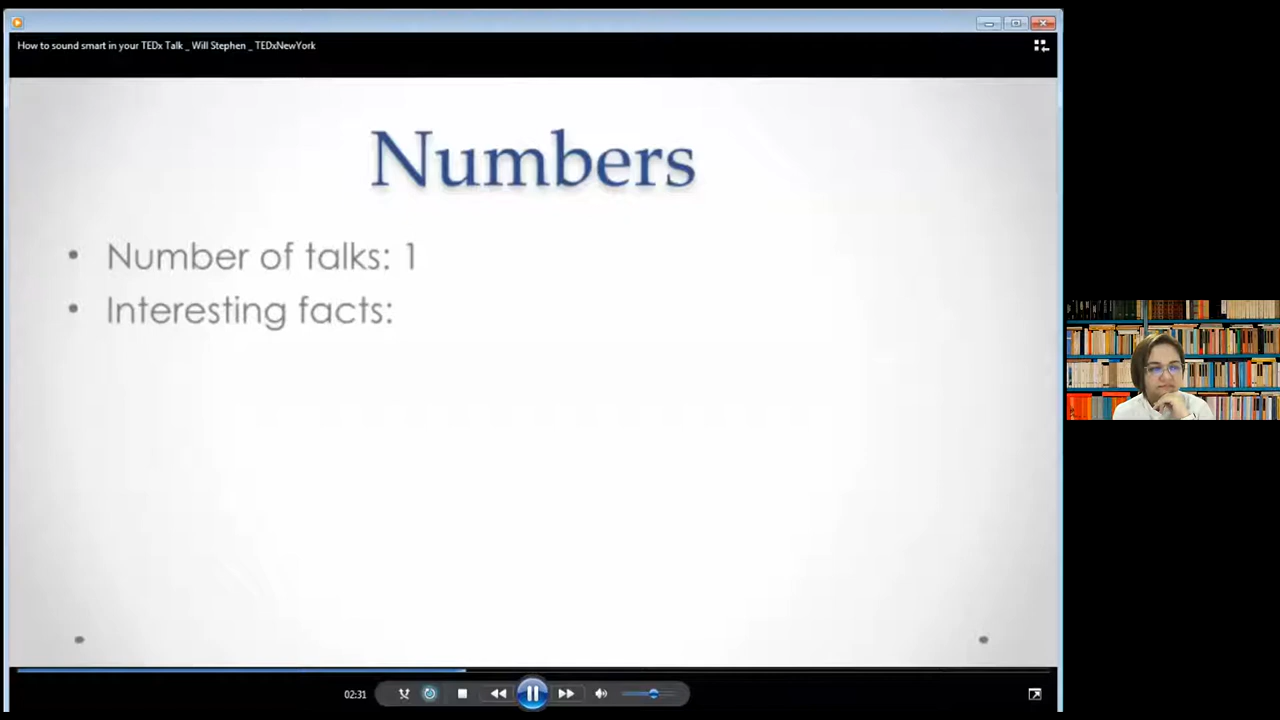 How to sound smart in your TEDx Talk _ Will Stephen _ TEDxNewYork
Numbers
• Number of talks: 1
• Interesting facts:
02:31